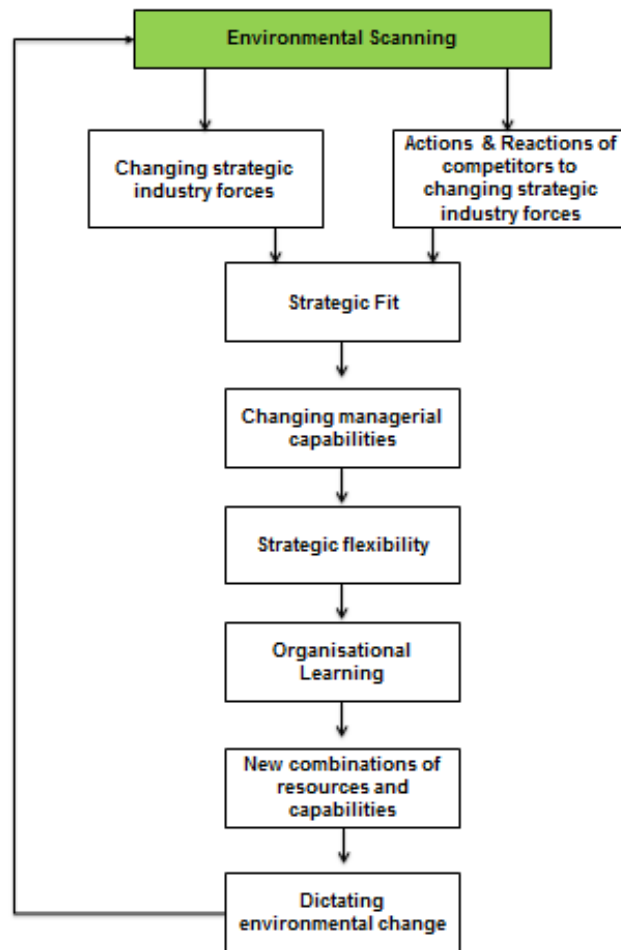 Environmental Scanning
Changing strategic
industry forces
Actions & Reactions of
competitors to
changing strategic
industry forces
Strategic Fit
Changing managerial
capabilities
Strategic flexibility
Organisational
Learning
New combinations of
resources and
capabilities
Dictating
environmental change